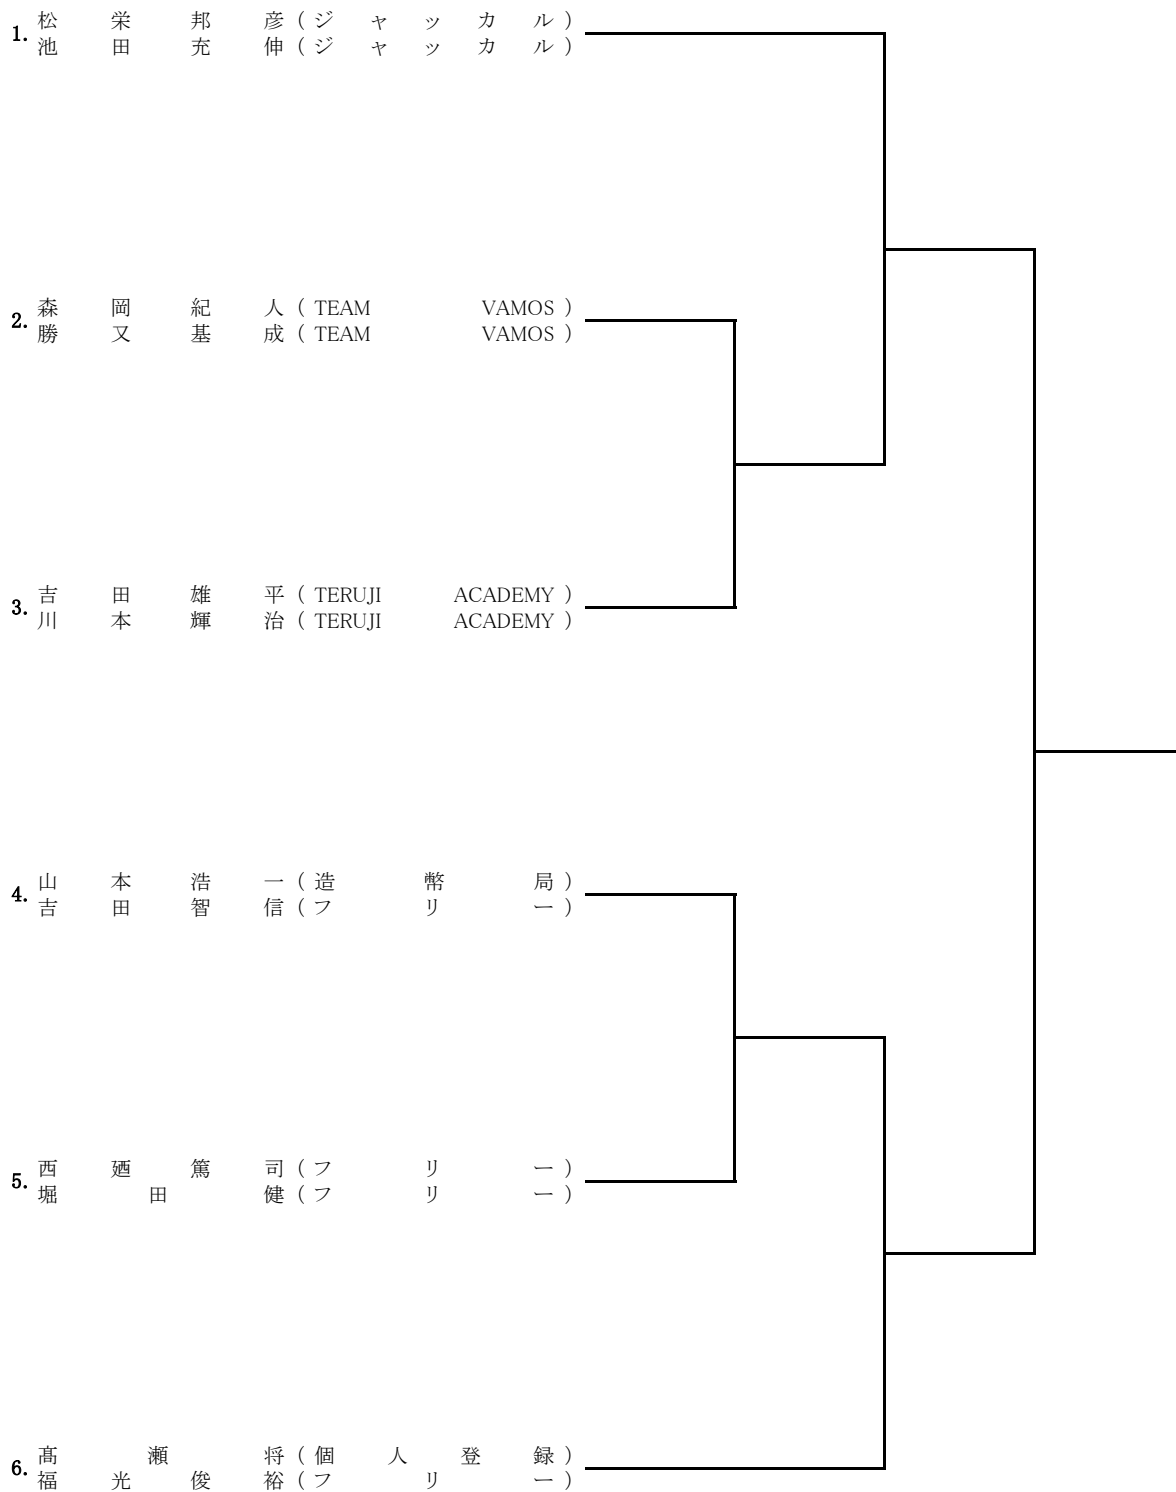 1. 松栄邦彦(ジャッカル)
池田充伸(ジャッカル)
2. 森岡紀人(TEAM VAMOS)
勝又基成(TEAM VAMOS)
3. 吉田雄平(TERUJI ACADEMY)
川本輝治(TERUJI ACADEMY)
4. 山本浩一(造幣局)
吉田智信(フリー)
5. 西廼篤司(フリー)
堀田健(フリー)
6. 髙瀬将(個人登録)
福光俊裕(フリー)